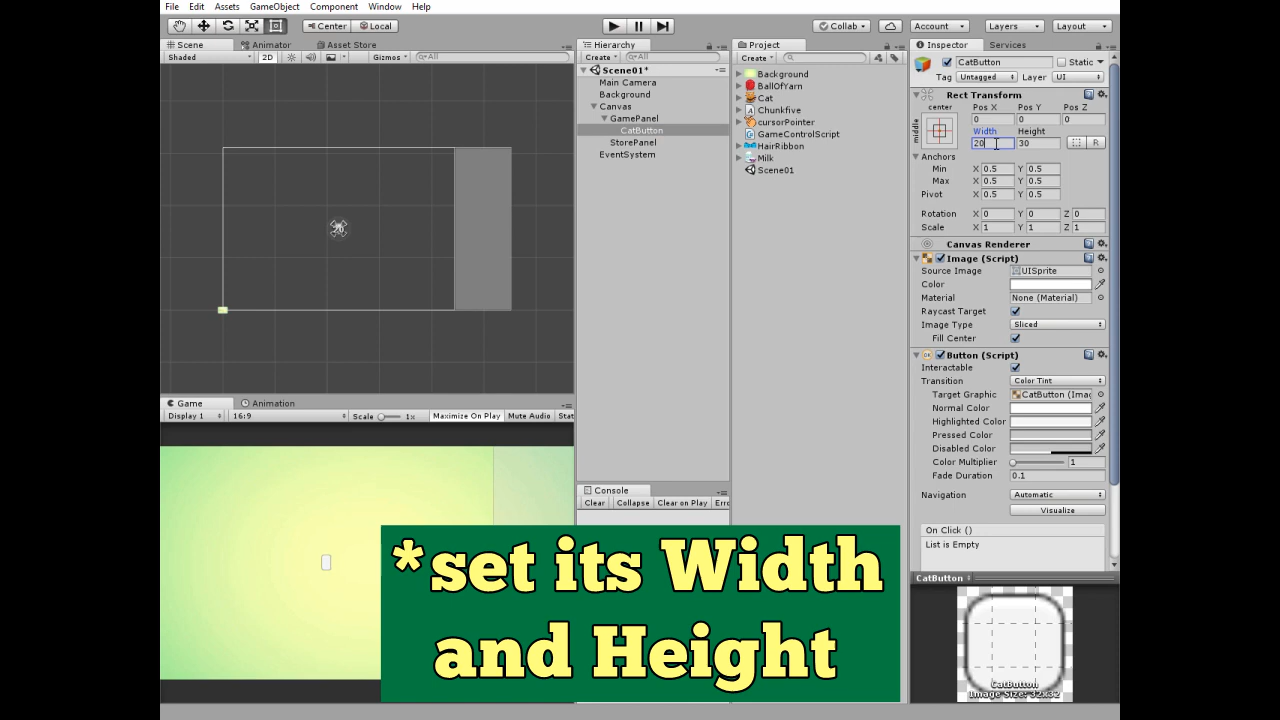 File Edit Assets GameObject Component Window Help
Center Local Collab Account Layers Layout
Scene Animator Asset Store
Shaded 2D Gizmos All
Hierarchy
Create All
Scene01*
Main Camera
Background
Canvas
GamePanel
CatButton
StorePanel
EventSystem
Project
Create
Background
BallOfYarn
Cat
Chunkfive
cursorPointer
GameControlScript
HairRibbon
Milk
Scene01
Inspector Services
CatButton Static
Tag Untagged Layer UI
Rect Transform
center Pos X Pos Y Pos Z
middle 0 0 0
Width Height
20 30 R
Anchors
Min X 0.5 Y 0.5
Max X 0.5 Y 0.5
Pivot X 0.5 Y 0.5
Rotation X 0 Y 0 Z 0
Scale X 1 Y 1 Z 1
Canvas Renderer
Image (Script)
Source Image UISprite
Color
Material None (Material)
Raycast Target
Image Type Sliced
Fill Center
Button (Script)
Interactable
Transition Color Tint
Target Graphic CatButton (Imag
Normal Color
Highlighted Color
Pressed Color
Disabled Color
Color Multiplier 1
Fade Duration 0.1
Navigation Automatic
Visualize
On Click ()
List is Empty
CatButton
CatButton
Image Size: 32x32
Game Animation
Display 1 16:9 Scale 1x Maximize On Play Mute Audio Stat
Console
Clear Collapse Clear on Play Erro
*set its Width
and Height